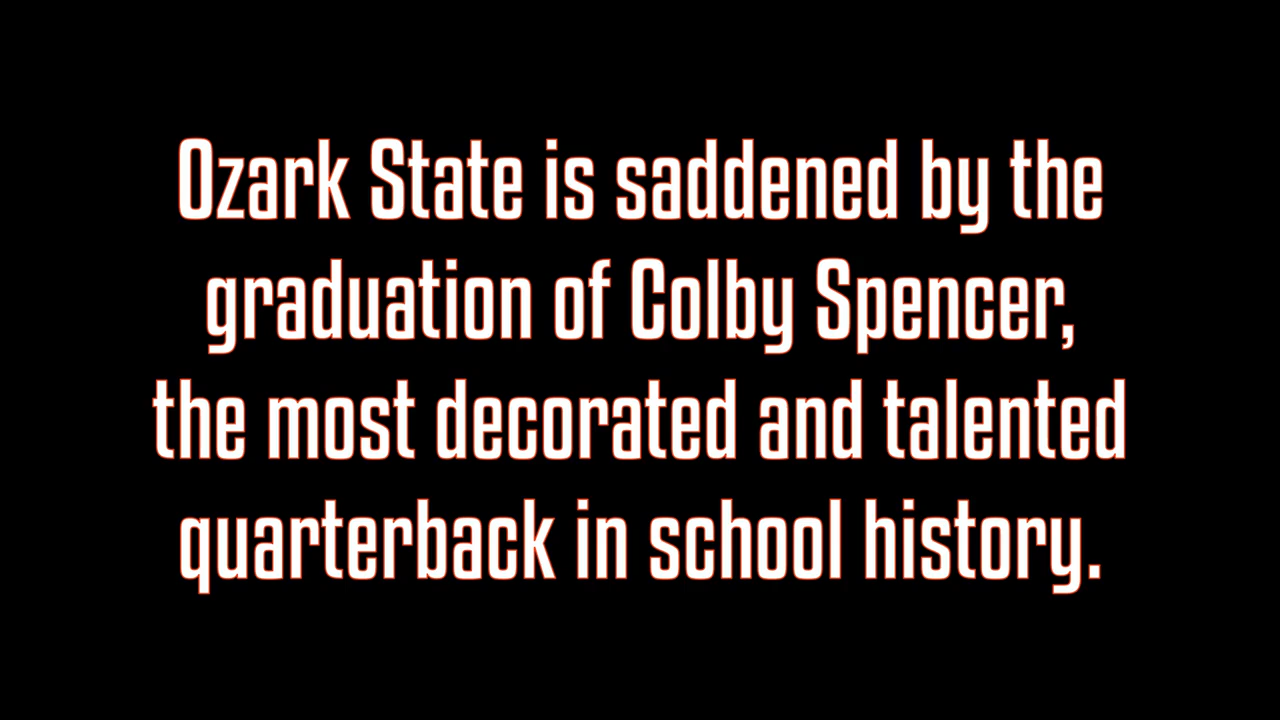 Ozark State is saddened by the
graduation of Colby Spencer,
the most decorated and talented
quarterback in school history.